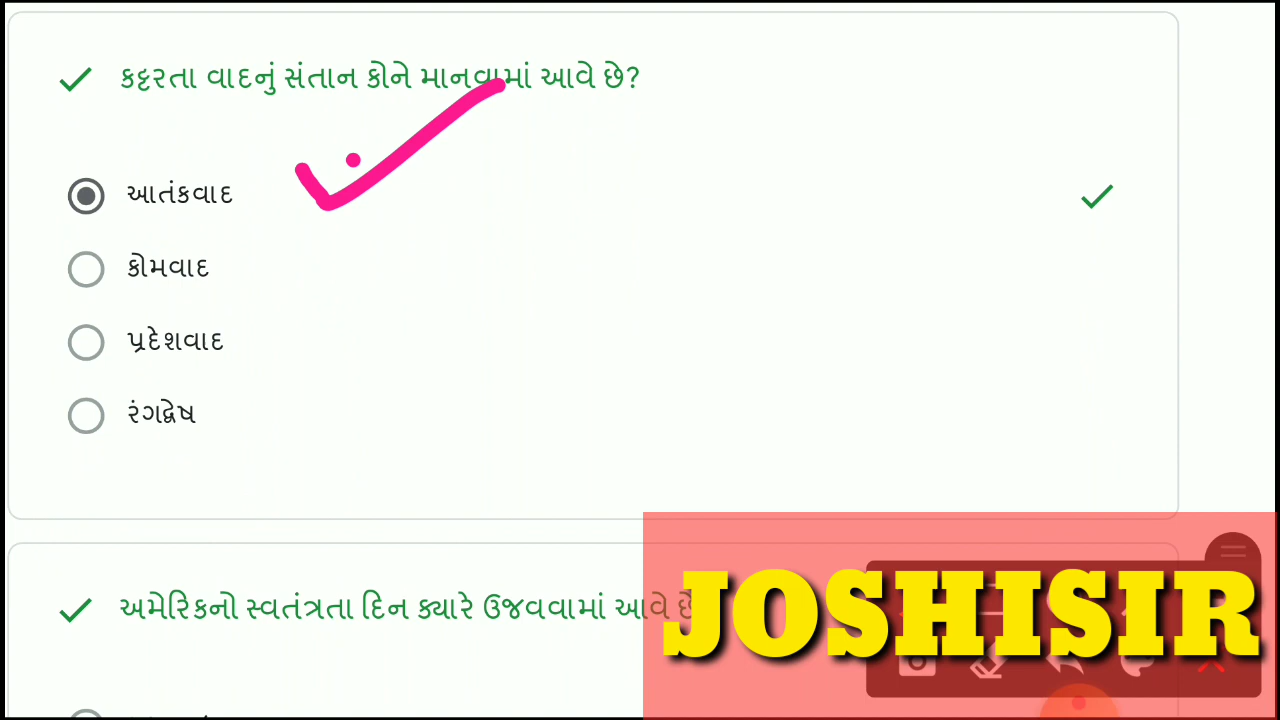 કટ્ટરતા વાદનું સંતાન કોને માનવામાં આવે છે?
આતંકવાદ
કોમવાદ
પ્રદેશવાદ
રંગદ્વેષ
અમેરિકનો સ્વતંત્રતા દિન ક્યારે ઉજવવામાં આવે છે
JOSHISIR